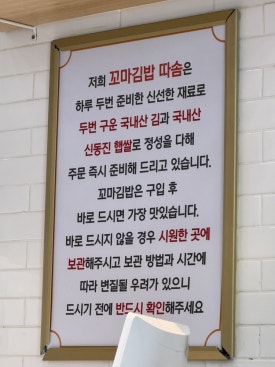 저희 꼬마김밥 따솜은
하루 두번 준비한 신선한 재료로
두번 구운 국내산 김과 국내산
신동진 햅쌀로 정성을 다해
주문 즉시 준비해 드리고 있습니다.
꼬마김밥은 구입 후
바로 드시면 가장 맛있습니다.
바로 드시지 않을 경우 시원한 곳에
보관해주시고 보관 방법과 시간에
따라 변질될 우려가 있으니
드시기 전에 반드시 확인해주세요